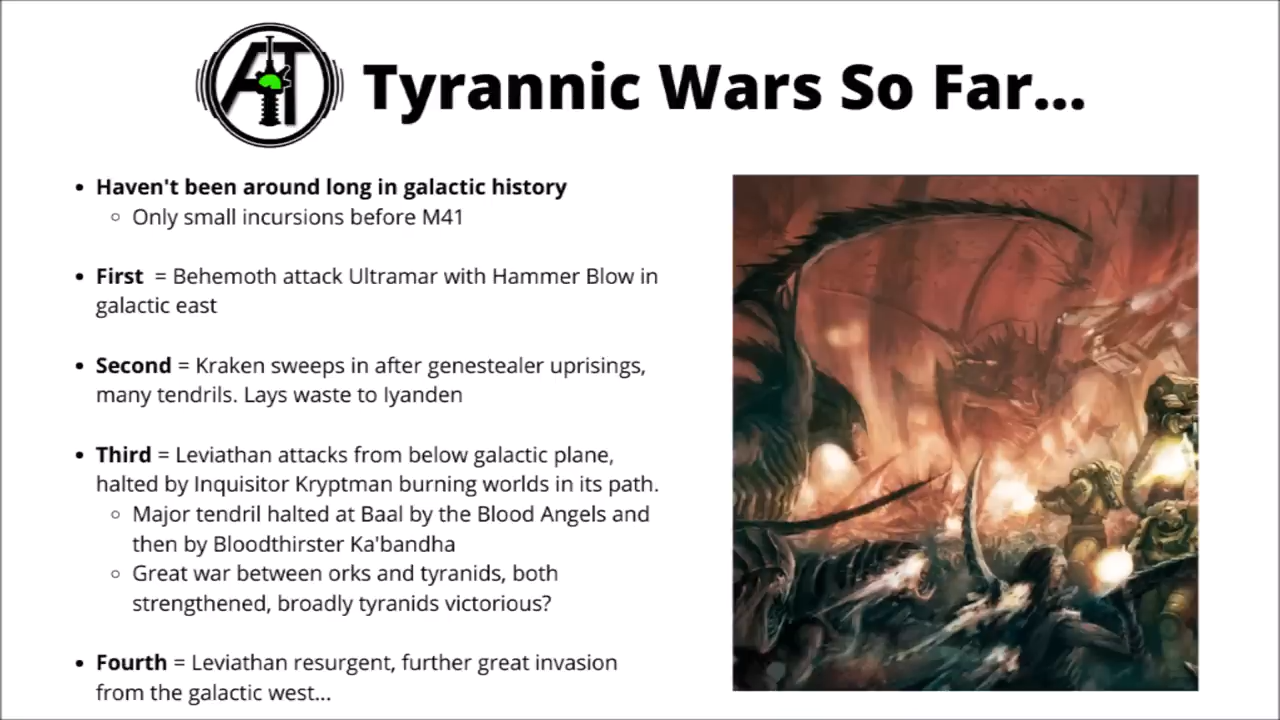 AT
Tyrannic Wars So Far...
• Haven't been around long in galactic history
◦ Only small incursions before M41
• First = Behemoth attack Ultramar with Hammer Blow in
galactic east
• Second = Kraken sweeps in after genestealer uprisings,
many tendrils. Lays waste to Iyanden
• Third = Leviathan attacks from below galactic plane,
halted by Inquisitor Kryptman burning worlds in its path.
◦ Major tendril halted at Baal by the Blood Angels and
then by Bloodthirster Ka'bandha
◦ Great war between orks and tyranids, both
strengthened, broadly tyranids victorious?
• Fourth = Leviathan resurgent, further great invasion
from the galactic west...